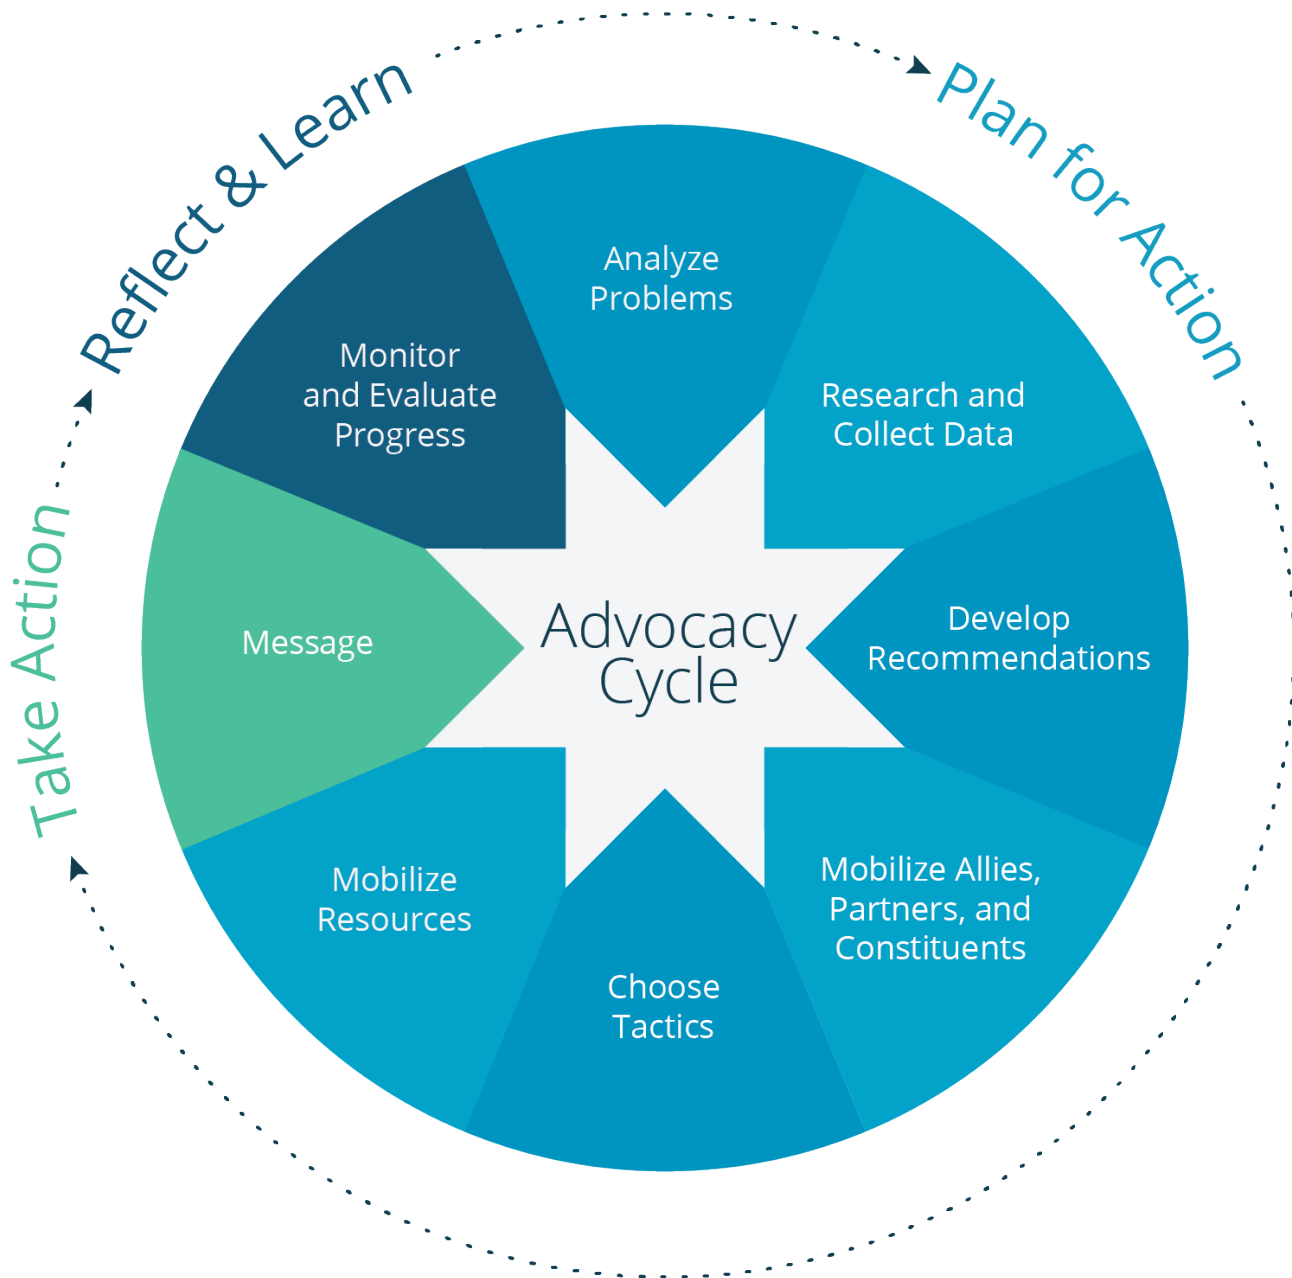 Reflect & Learn
Plan for Action
Take Action
Analyze
Problems
Research and
Collect Data
Develop
Recommendations
Mobilize Allies,
Partners, and
Constituents
Choose
Tactics
Mobilize
Resources
Message
Monitor
and Evaluate
Progress
Advocacy
Cycle